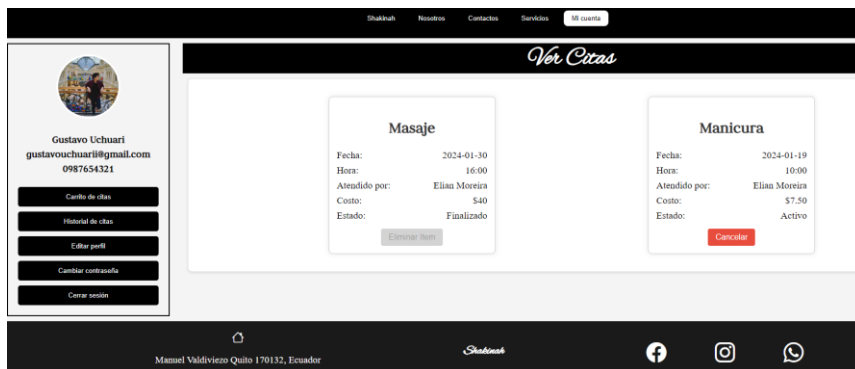 Shakinah Nosotros Contactos Servicios Mi cuenta
Ver Citas
Gustavo Uchuari
gustavouchuarii@gmail.com
0987654321
Carrito de citas
Historial de citas
Editar perfil
Cambiar contraseña
Cerrar sesión
Masaje
Fecha: 2024-01-30
Hora: 16:00
Atendido por: Elian Moreira
Costo: $40
Estado: Finalizado
Eliminar Item
Manicura
Fecha: 2024-01-19
Hora: 10:00
Atendido por: Elian Moreira
Costo: $7.50
Estado: Activo
Cancelar
Manuel Valdiviezo Quito 170132, Ecuador
Shakinah